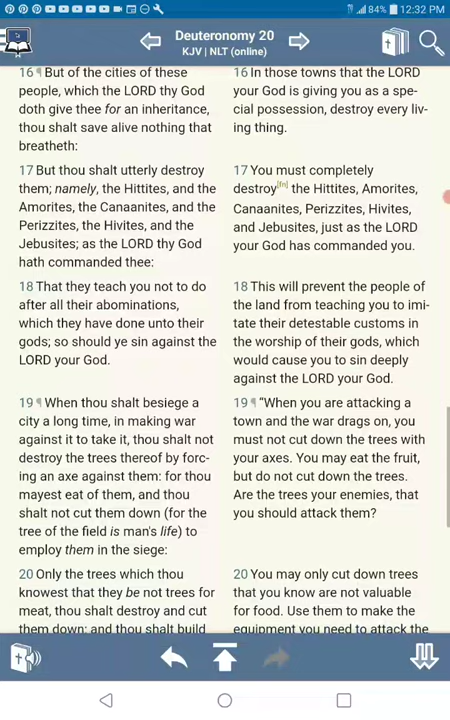 84% 12:32 PM
Deuteronomy 20
KJV | NLT (online)
16 ¶ But of the cities of these
people, which the LORD thy God
doth give thee for an inheritance,
thou shalt save alive nothing that
breatheth:
16 In those towns that the LORD
your God is giving you as a spe-
cial possession, destroy every liv-
ing thing.
17 But thou shalt utterly destroy
them; namely, the Hittites, and the
Amorites, the Canaanites, and the
Perizzites, the Hivites, and the
Jebusites; as the LORD thy God
hath commanded thee:
17 You must completely
destroy[fn] the Hittites, Amorites,
Canaanites, Perizzites, Hivites,
and Jebusites, just as the LORD
your God has commanded you.
18 That they teach you not to do
after all their abominations,
which they have done unto their
gods; so should ye sin against the
LORD your God.
18 This will prevent the people of
the land from teaching you to imi-
tate their detestable customs in
the worship of their gods, which
would cause you to sin deeply
against the LORD your God.
19 ¶ When thou shalt besiege a
city a long time, in making war
against it to take it, thou shalt not
destroy the trees thereof by forc-
ing an axe against them: for thou
mayest eat of them, and thou
shalt not cut them down (for the
tree of the field is man's life) to
employ them in the siege:
19 ¶ “When you are attacking a
town and the war drags on, you
must not cut down the trees with
your axes. You may eat the fruit,
but do not cut down the trees.
Are the trees your enemies, that
you should attack them?
20 Only the trees which thou
knowest that they be not trees for
meat, thou shalt destroy and cut
them down; and thou shalt build
20 You may only cut down trees
that you know are not valuable
for food. Use them to make the
equipment you need to attack the